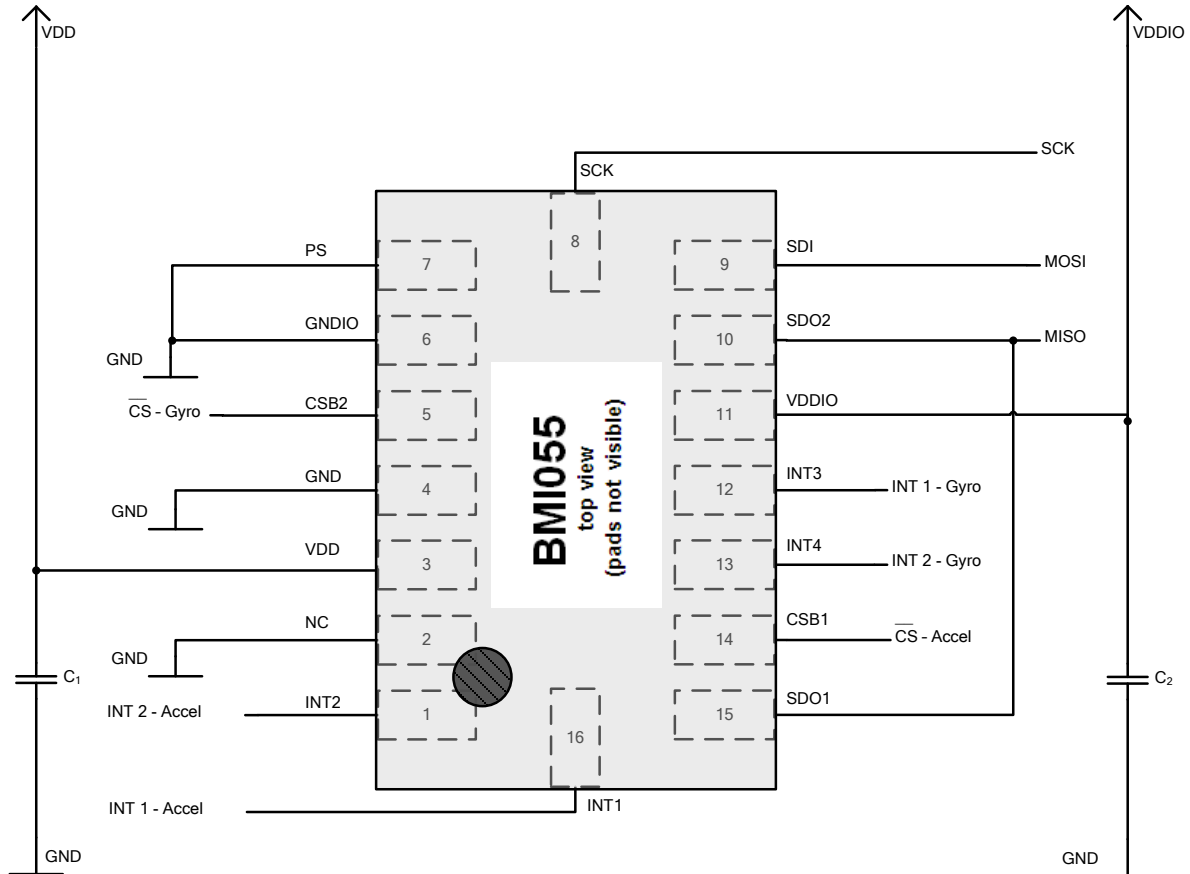 VDD
VDDIO
SCK
SCK
PS
7
8
9
SDI
MOSI
GNDIO
6
10
SDO2
MISO
GND
CS - Gyro
CSB2
5
11
VDDIO
GND
GND
4
12
INT3
INT 1 - Gyro
VDD
3
13
INT4
INT 2 - Gyro
NC
2
14
CSB1
CS - Accel
GND
C₁
C₂
INT 2 - Accel
INT2
1
16
15
SDO1
INT 1 - Accel
INT1
GND
GND
BMI055
top view
(pads not visible)